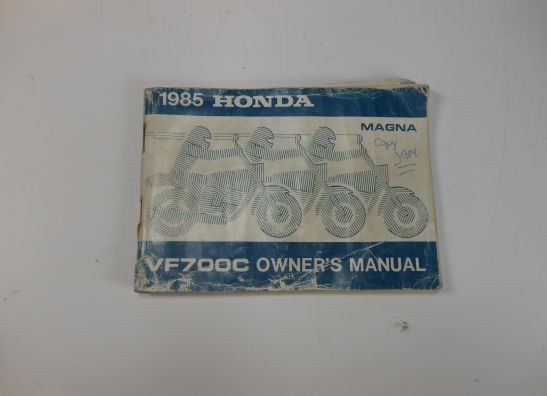 1985 HONDA
MAGNA
Copy
VF700C OWNER'S MANUAL